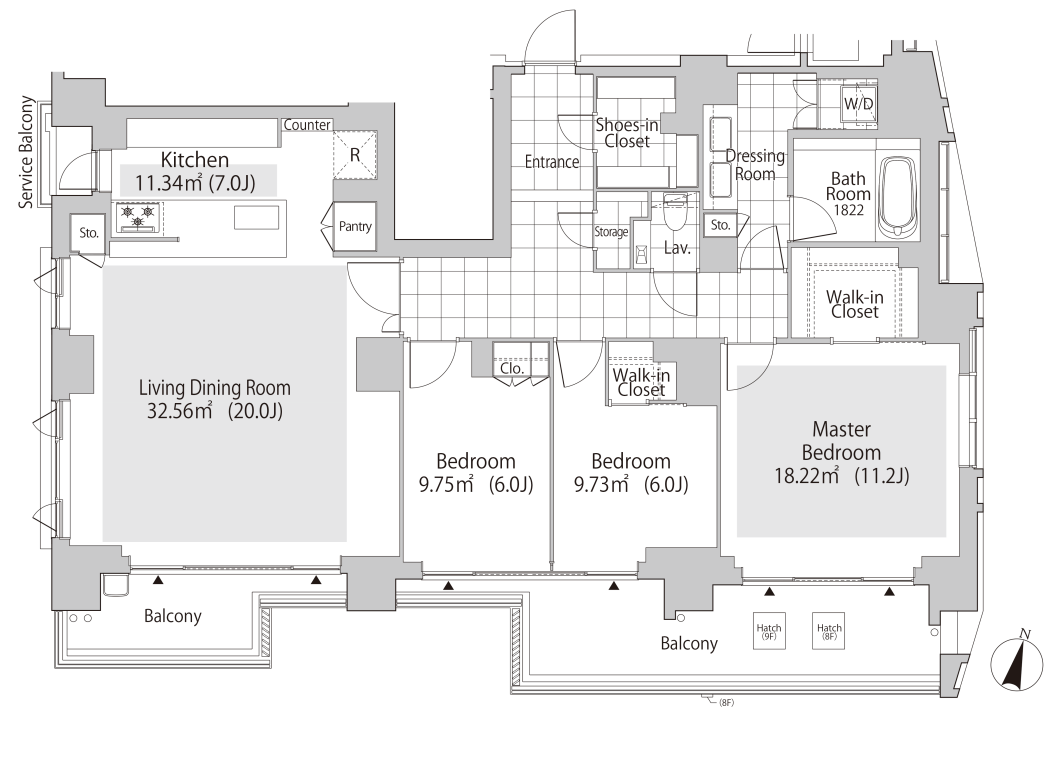 Service Balcony
Counter
Kitchen
11.34㎡ (7.0J)
R
Pantry
Sto.
Entrance
Shoes-in
Closet
Storage
Lav.
Dressing
Room
Sto.
W/D
Bath
Room
1822
Walk-in
Closet
Living Dining Room
32.56㎡ (20.0J)
Clo.
Bedroom
9.75㎡ (6.0J)
Walk-in
Closet
Bedroom
9.73㎡ (6.0J)
Master
Bedroom
18.22㎡ (11.2J)
Balcony
Balcony
Hatch
(9F)
Hatch
(8F)
(8F)
N